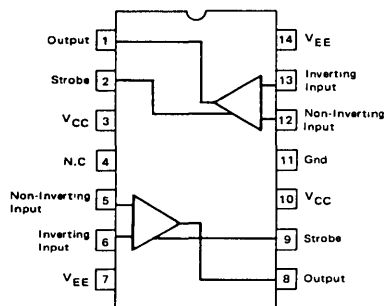 Output 1
14 VEE
Strobe 2
13 Inverting
Input
VCC 3
12 Non-Inverting
Input
N.C 4
11 Gnd
Non-Inverting
Input 5
10 VCC
Inverting
Input 6
9 Strobe
VEE 7
8 Output